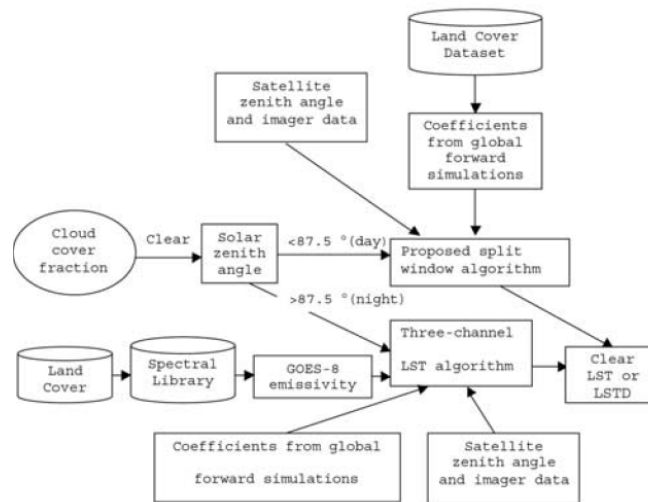 Land Cover
Dataset
Satellite
zenith angle
and imager data
Coefficients
from global
forward
simulations
Cloud
cover
fraction
Clear
Solar
zenith
angle
<87.5 °(day)
Proposed split
window algorithm
>87.5 °(night)
Three-channel
LST algorithm
Land
Cover
Spectral
Library
GOES-8
emissivity
Clear
LST or
LSTD
Coefficients from global
forward simulations
Satellite
zenith angle
and imager data